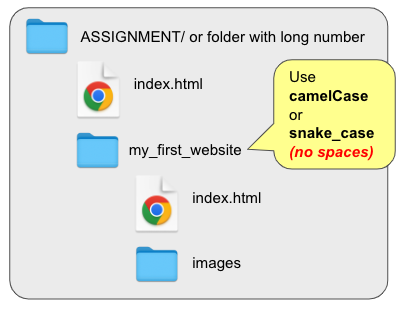 ASSIGNMENT/ or folder with long number
index.html
Use
camelCase
or
snake_case
(no spaces)
my_first_website
index.html
images